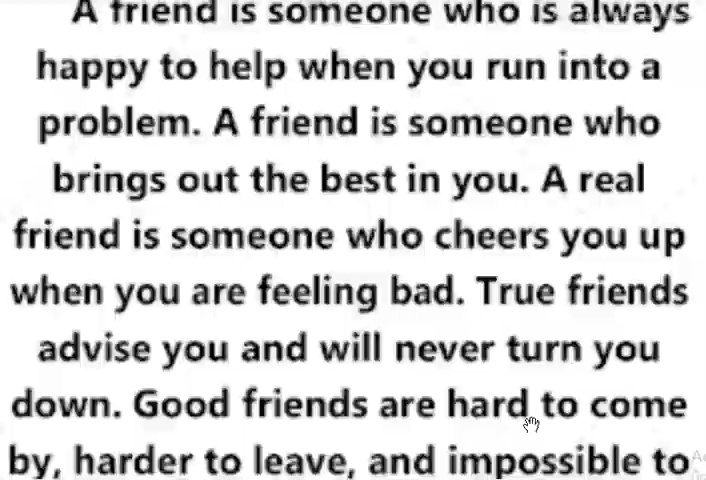 A friend is someone who is always
happy to help when you run into a
problem. A friend is someone who
brings out the best in you. A real
friend is someone who cheers you up
when you are feeling bad. True friends
advise you and will never turn you
down. Good friends are hard to come
by, harder to leave, and impossible to